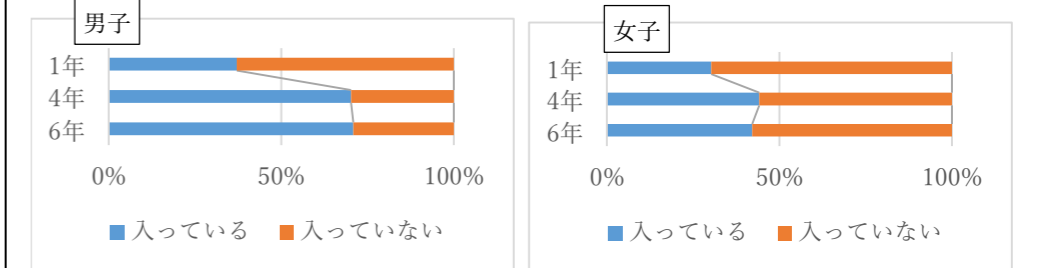 男子
1年
4年
6年
0% 50% 100%
入っている 入っていない
女子
1年
4年
6年
0% 50% 100%
入っている 入っていない